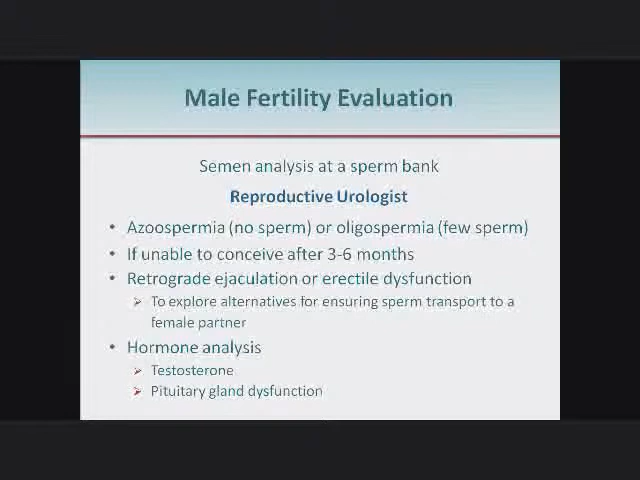 Male Fertility Evaluation
Semen analysis at a sperm bank
Reproductive Urologist
• Azoospermia (no sperm) or oligospermia (few sperm)
• If unable to conceive after 3-6 months
• Retrograde ejaculation or erectile dysfunction
➢ To explore alternatives for ensuring sperm transport to a
female partner
• Hormone analysis
➢ Testosterone
➢ Pituitary gland dysfunction